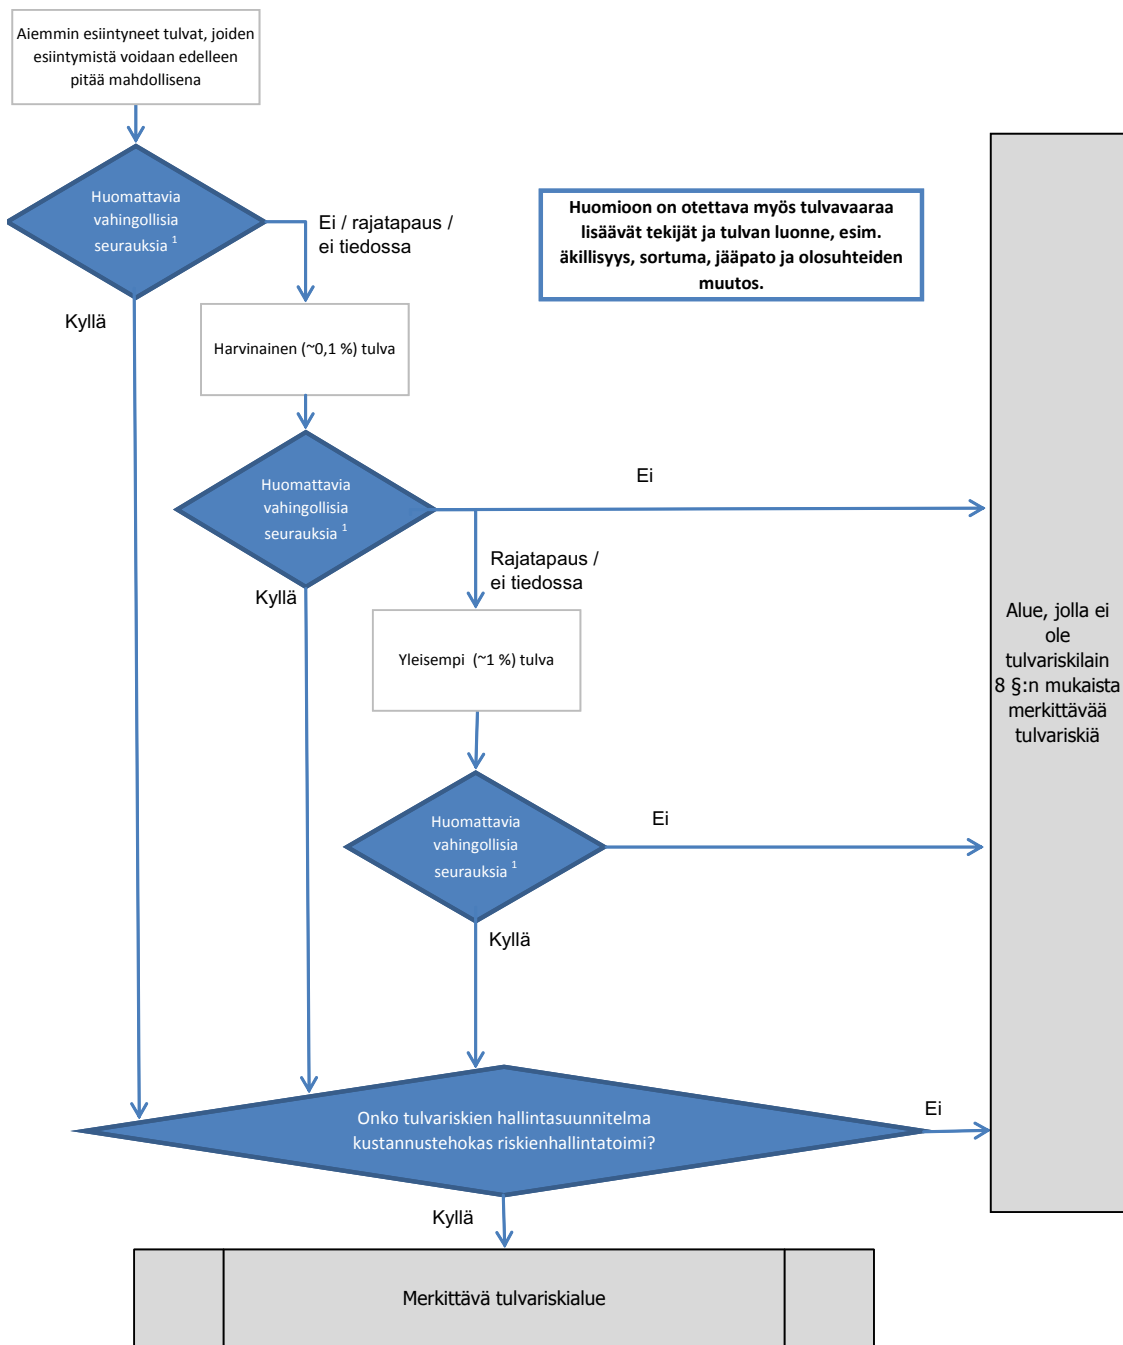 Aiemmin esiintyneet tulvat, joiden
esiintymistä voidaan edelleen
pitää mahdollisena
Huomattavia
vahingollisia
seurauksia 1
Ei / rajatapaus /
ei tiedossa
Huomioon on otettava myös tulvavaaraa
lisäävät tekijät ja tulvan luonne, esim.
äkillisyys, sortuma, jääpato ja olosuhteiden
muutos.
Kyllä
Harvinainen (~0,1 %) tulva
Huomattavia
vahingollisia
seurauksia 1
Ei
Rajatapaus /
ei tiedossa
Kyllä
Yleisempi (~1 %) tulva
Alue, jolla ei
ole
tulvariskilain
8 §:n mukaista
merkittävää
tulvariskiä
Huomattavia
vahingollisia
seurauksia 1
Ei
Kyllä
Onko tulvariskien hallintasuunnitelma
kustannustehokas riskienhallintatoimi?
Ei
Kyllä
Merkittävä tulvariskialue